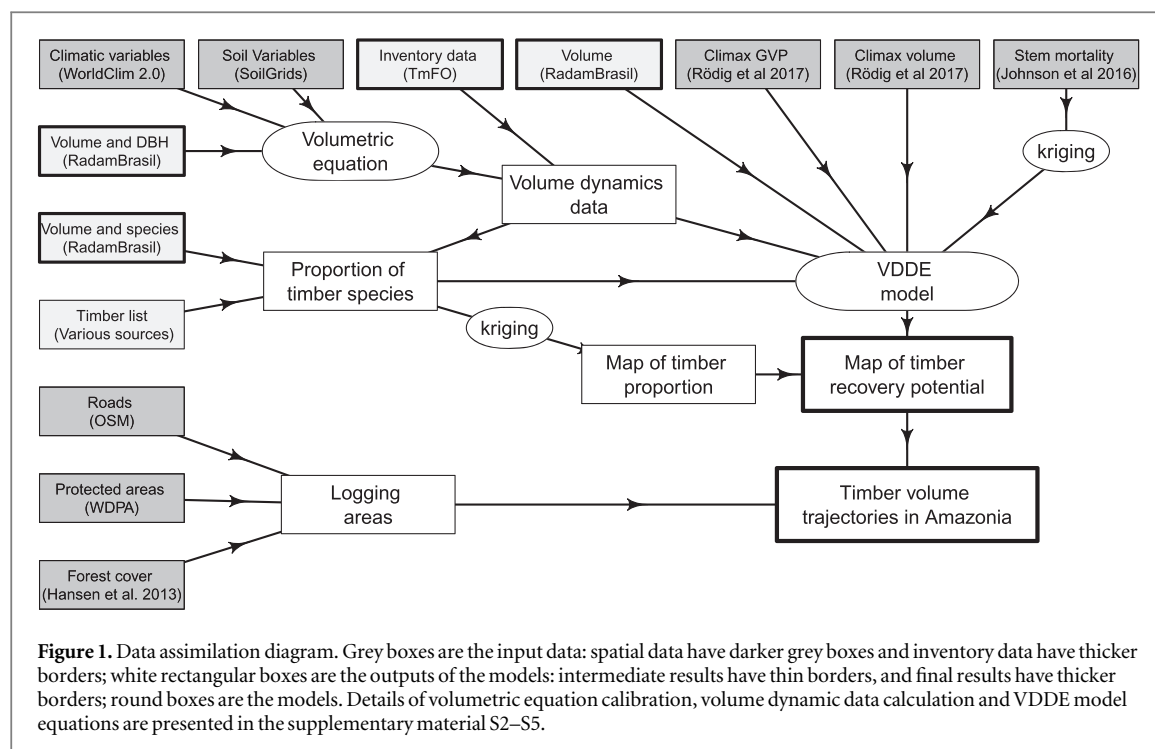 Climatic variables
(WorldClim 2.0)
Soil Variables
(SoilGrids)
Inventory data
(TmFO)
Volume
(RadamBrasil)
Climax GVP
(Rödig et al 2017)
Climax volume
(Rödig et al 2017)
Stem mortality
(Johnson et al 2016)
Volume and DBH
(RadamBrasil)
Volumetric
equation
kriging
Volume dynamics
data
Volume and species
(RadamBrasil)
Proportion of
timber species
VDDE
model
Timber list
(Various sources)
kriging
Map of timber
proportion
Map of timber
recovery potential
Roads
(OSM)
Protected areas
(WDPA)
Logging
areas
Timber volume
trajectories in Amazonia
Forest cover
(Hansen et al. 2013)
Figure 1. Data assimilation diagram. Grey boxes are the input data: spatial data have darker grey boxes and inventory data have thicker
borders; white rectangular boxes are the outputs of the models: intermediate results have thin borders, and final results have thicker
borders; round boxes are the models. Details of volumetric equation calibration, volume dynamic data calculation and VDDE model
equations are presented in the supplementary material S2–S5.